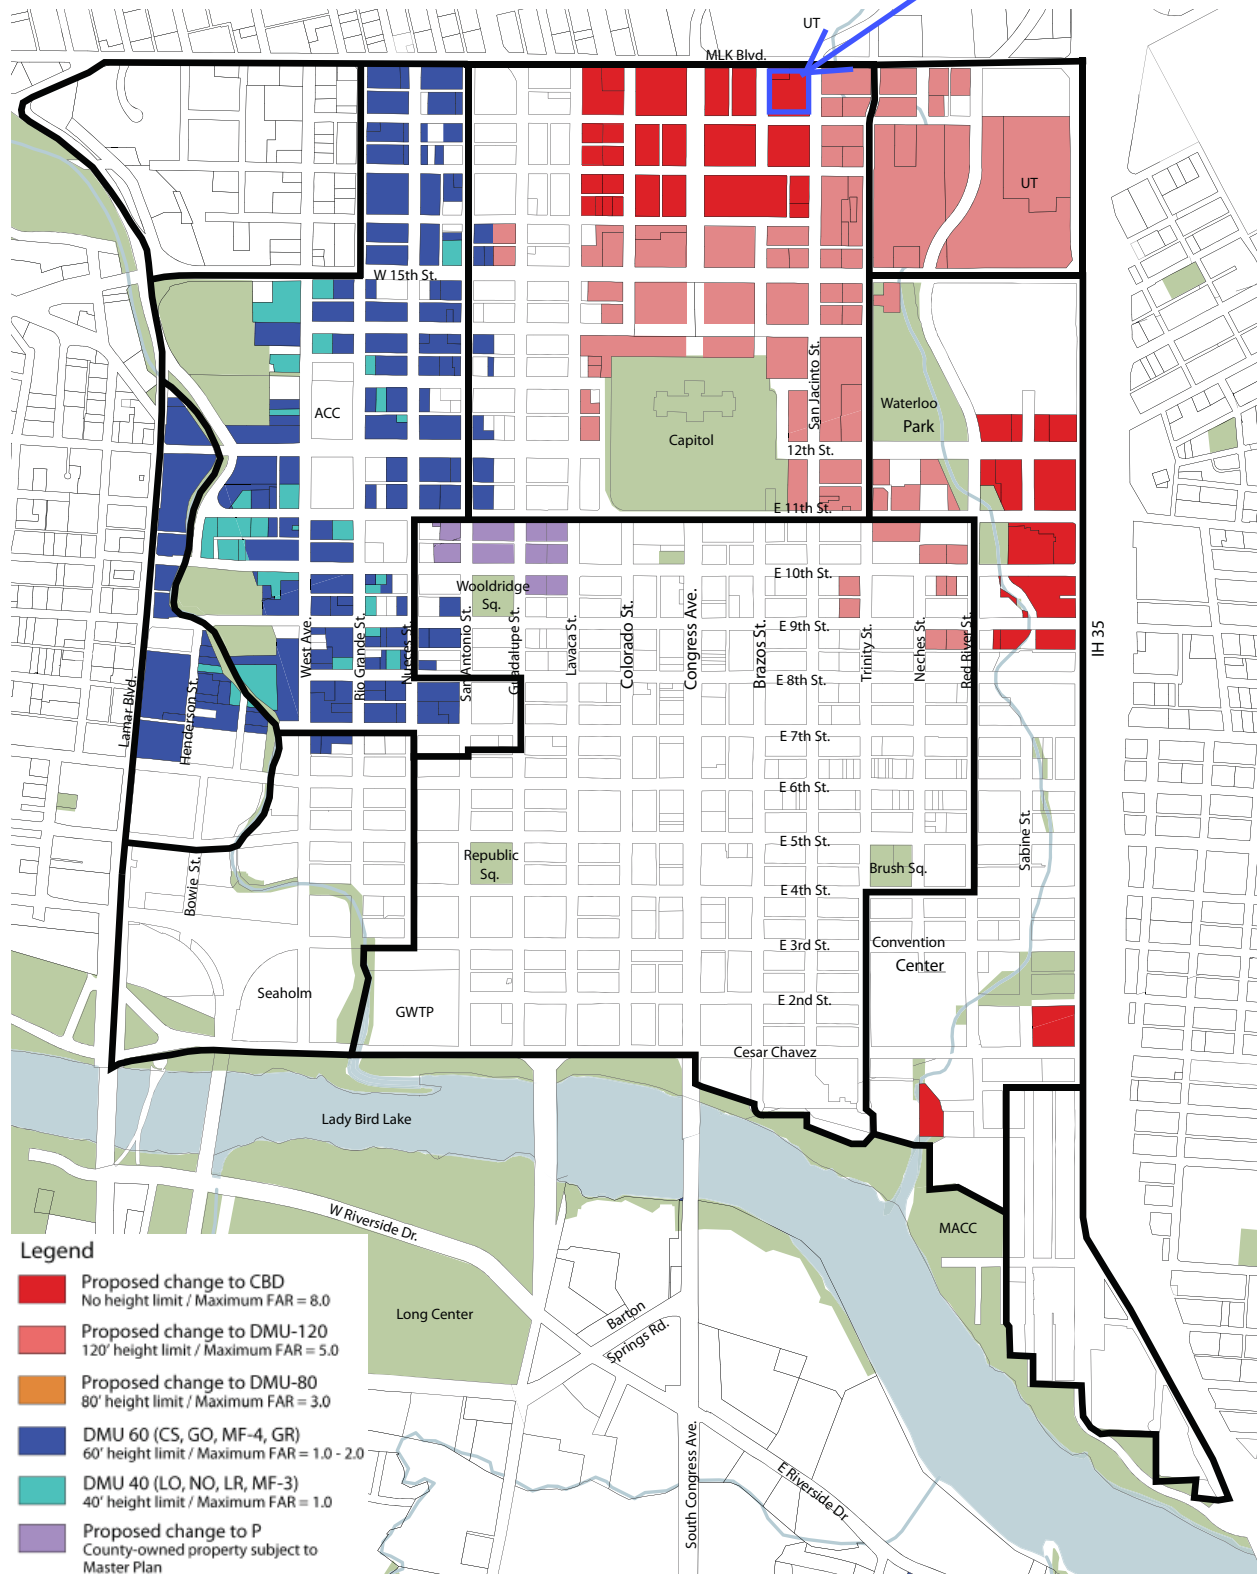 UT
MLK Blvd.
UT
W 15th St.
San Jacinto St.
Waterloo
Park
ACC
Capitol
12th St.
E 11th St.
E 10th St.
Wooldridge
Sq.
West Ave.
Rio Grande St.
Nueces St.
San Antonio St.
Guadalupe St.
Lavaca St.
Colorado St.
Congress Ave.
Brazos St.
E 9th St.
Trinity St.
Neches St.
Red River St.
IH 35
E 8th St.
Lamar Blvd.
Henderson St.
E 7th St.
E 6th St.
E 5th St.
Sabine St.
Republic
Sq.
Brush Sq.
Bowie St.
E 4th St.
E 3rd St.
Convention
Center
Seaholm
GWTP
E 2nd St.
Cesar Chavez
Lady Bird Lake
W Riverside Dr.
MACC
Long Center
Barton
Springs Rd.
South Congress Ave.
E Riverside Dr
Legend
Proposed change to CBD
No height limit / Maximum FAR = 8.0
Proposed change to DMU-120
120' height limit / Maximum FAR = 5.0
Proposed change to DMU-80
80' height limit / Maximum FAR = 3.0
DMU 60 (CS, GO, MF-4, GR)
60' height limit / Maximum FAR = 1.0 - 2.0
DMU 40 (LO, NO, LR, MF-3)
40' height limit / Maximum FAR = 1.0
Proposed change to P
County-owned property subject to
Master Plan